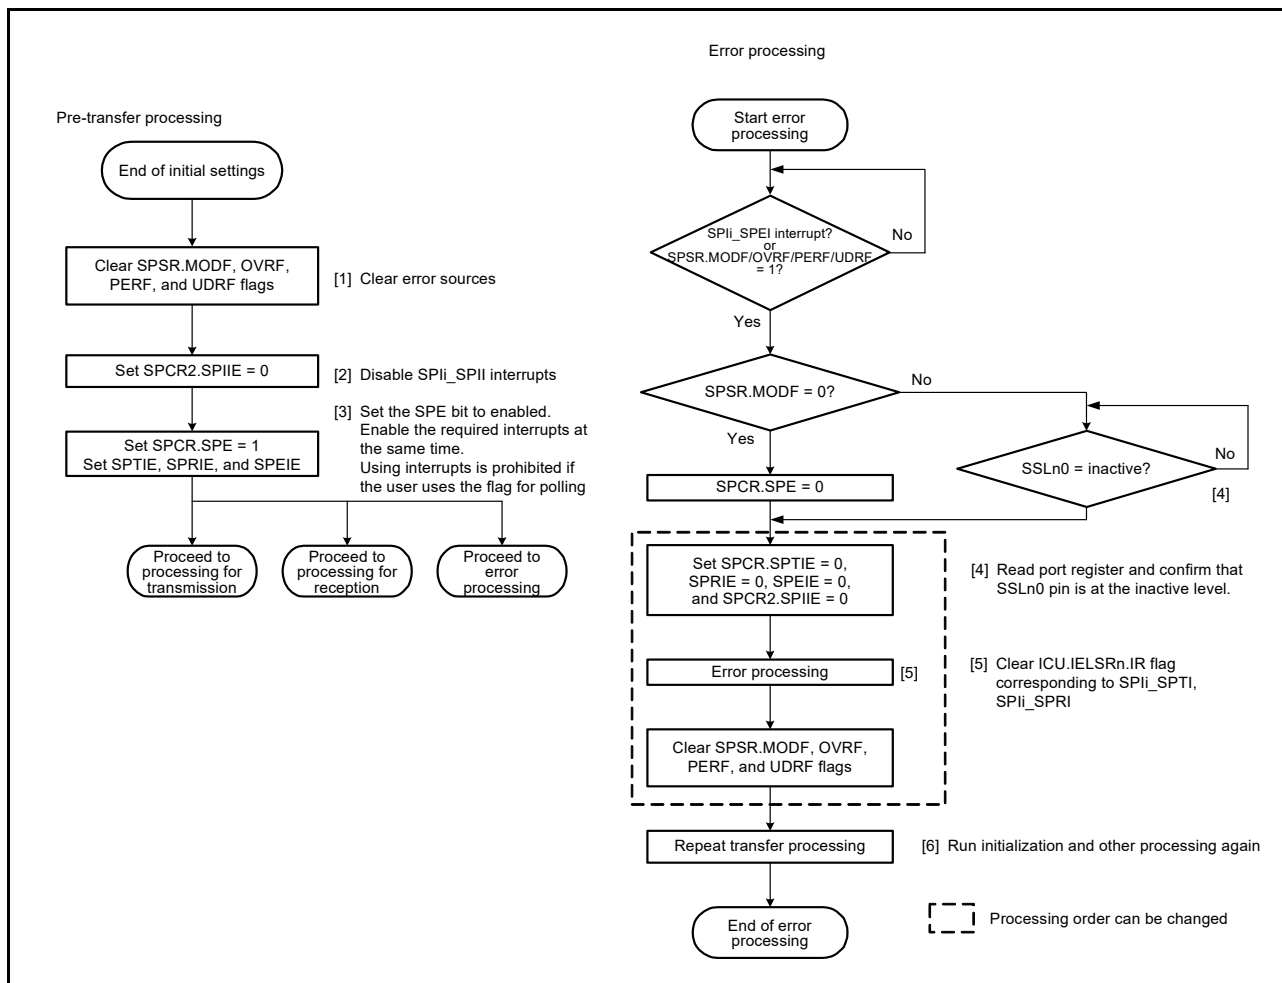 Pre-transfer processing
End of initial settings
Clear SPSR.MODF, OVRF,
PERF, and UDRF flags
[1] Clear error sources
Set SPCR2.SPIIE = 0
[2] Disable SPIi_SPII interrupts
Set SPCR.SPE = 1
Set SPTIE, SPRIE, and SPEIE
[3] Set the SPE bit to enabled.
Enable the required interrupts at
the same time.
Using interrupts is prohibited if
the user uses the flag for polling
Proceed to
processing for
transmission
Proceed to
processing for
reception
Proceed to
error
processing
Error processing
Start error
processing
SPIi_SPEI interrupt?
or
SPSR.MODF/OVRF/PERF/UDRF
= 1?
No
Yes
SPSR.MODF = 0?
No
Yes
SSLn0 = inactive?
No
[4]
SPCR.SPE = 0
Set SPCR.SPTIE = 0,
SPRIE = 0, SPEIE = 0,
and SPCR2.SPIIE = 0
[4] Read port register and confirm that
SSLn0 pin is at the inactive level.
Error processing
[5]
[5] Clear ICU.IELSRn.IR flag
corresponding to SPIi_SPTI,
SPIi_SPRI
Clear SPSR.MODF, OVRF,
PERF, and UDRF flags
Repeat transfer processing
[6] Run initialization and other processing again
End of error
processing
Processing order can be changed